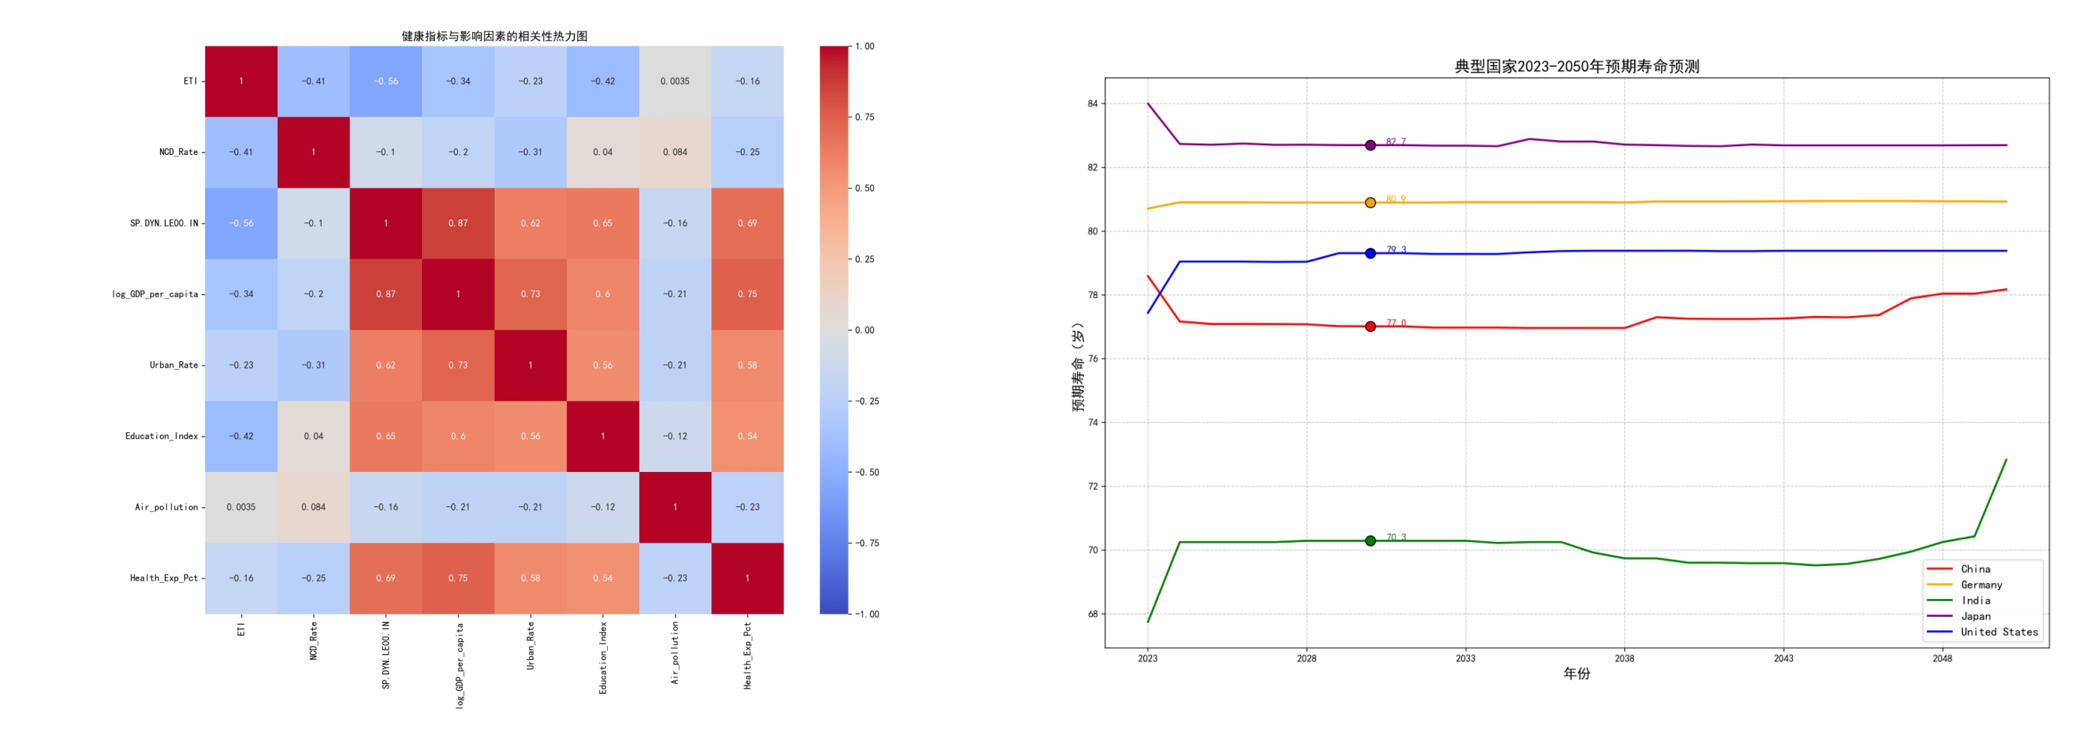 健康指标与影响因素的相关性热力图
ETI 1 -0.41 -0.56 -0.34 -0.23 -0.42 0.0035 -0.16
NCD_Rate -0.41 1 -0.1 -0.2 -0.31 0.04 0.084 -0.25
SP.DYN.LE00.IN -0.56 -0.1 1 0.87 0.62 0.65 -0.16 0.69
log_GDP_per_capita -0.34 -0.2 0.87 1 0.73 0.6 -0.21 0.75
Urban_Rate -0.23 -0.31 0.62 0.73 1 0.56 -0.21 0.58
Education_Index -0.42 0.04 0.65 0.6 0.56 1 -0.12 0.54
Air_pollution 0.0035 0.084 -0.16 -0.21 -0.21 -0.12 1 -0.23
Health_Exp_Pct -0.16 -0.25 0.69 0.75 0.58 0.54 -0.23 1
ETI
NCD_Rate
SP.DYN.LE00.IN
log_GDP_per_capita
Urban_Rate
Education_Index
Air_pollution
Health_Exp_Pct
1.00
0.75
0.50
0.25
0.00
-0.25
-0.50
-0.75
-1.00
典型国家2023-2050年预期寿命预测
预期寿命（岁）
84
82
80
78
76
74
72
70
68
82.7
80.9
79.3
77.0
70.3
China
Germany
India
Japan
United States
2023 2028 2033 2038 2043 2048
年份